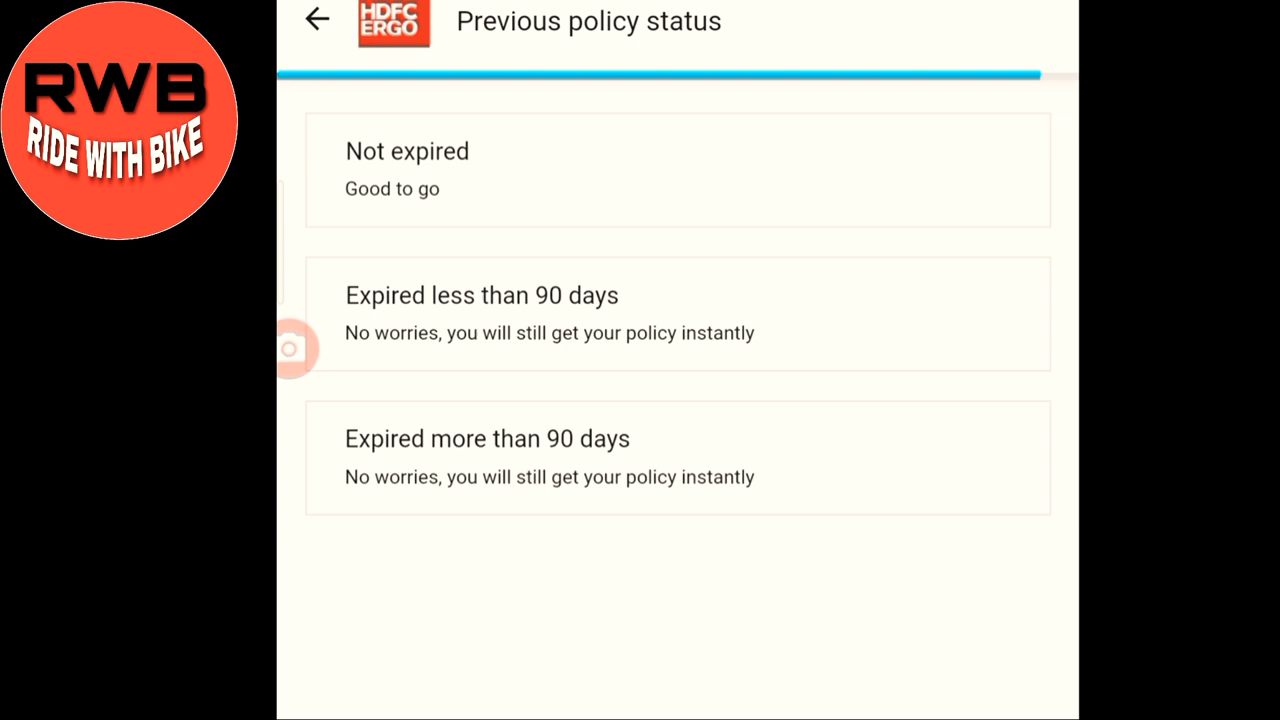 RWB
RIDE WITH BIKE
HDFC
ERGO
Previous policy status
Not expired
Good to go
Expired less than 90 days
No worries, you will still get your policy instantly
Expired more than 90 days
No worries, you will still get your policy instantly